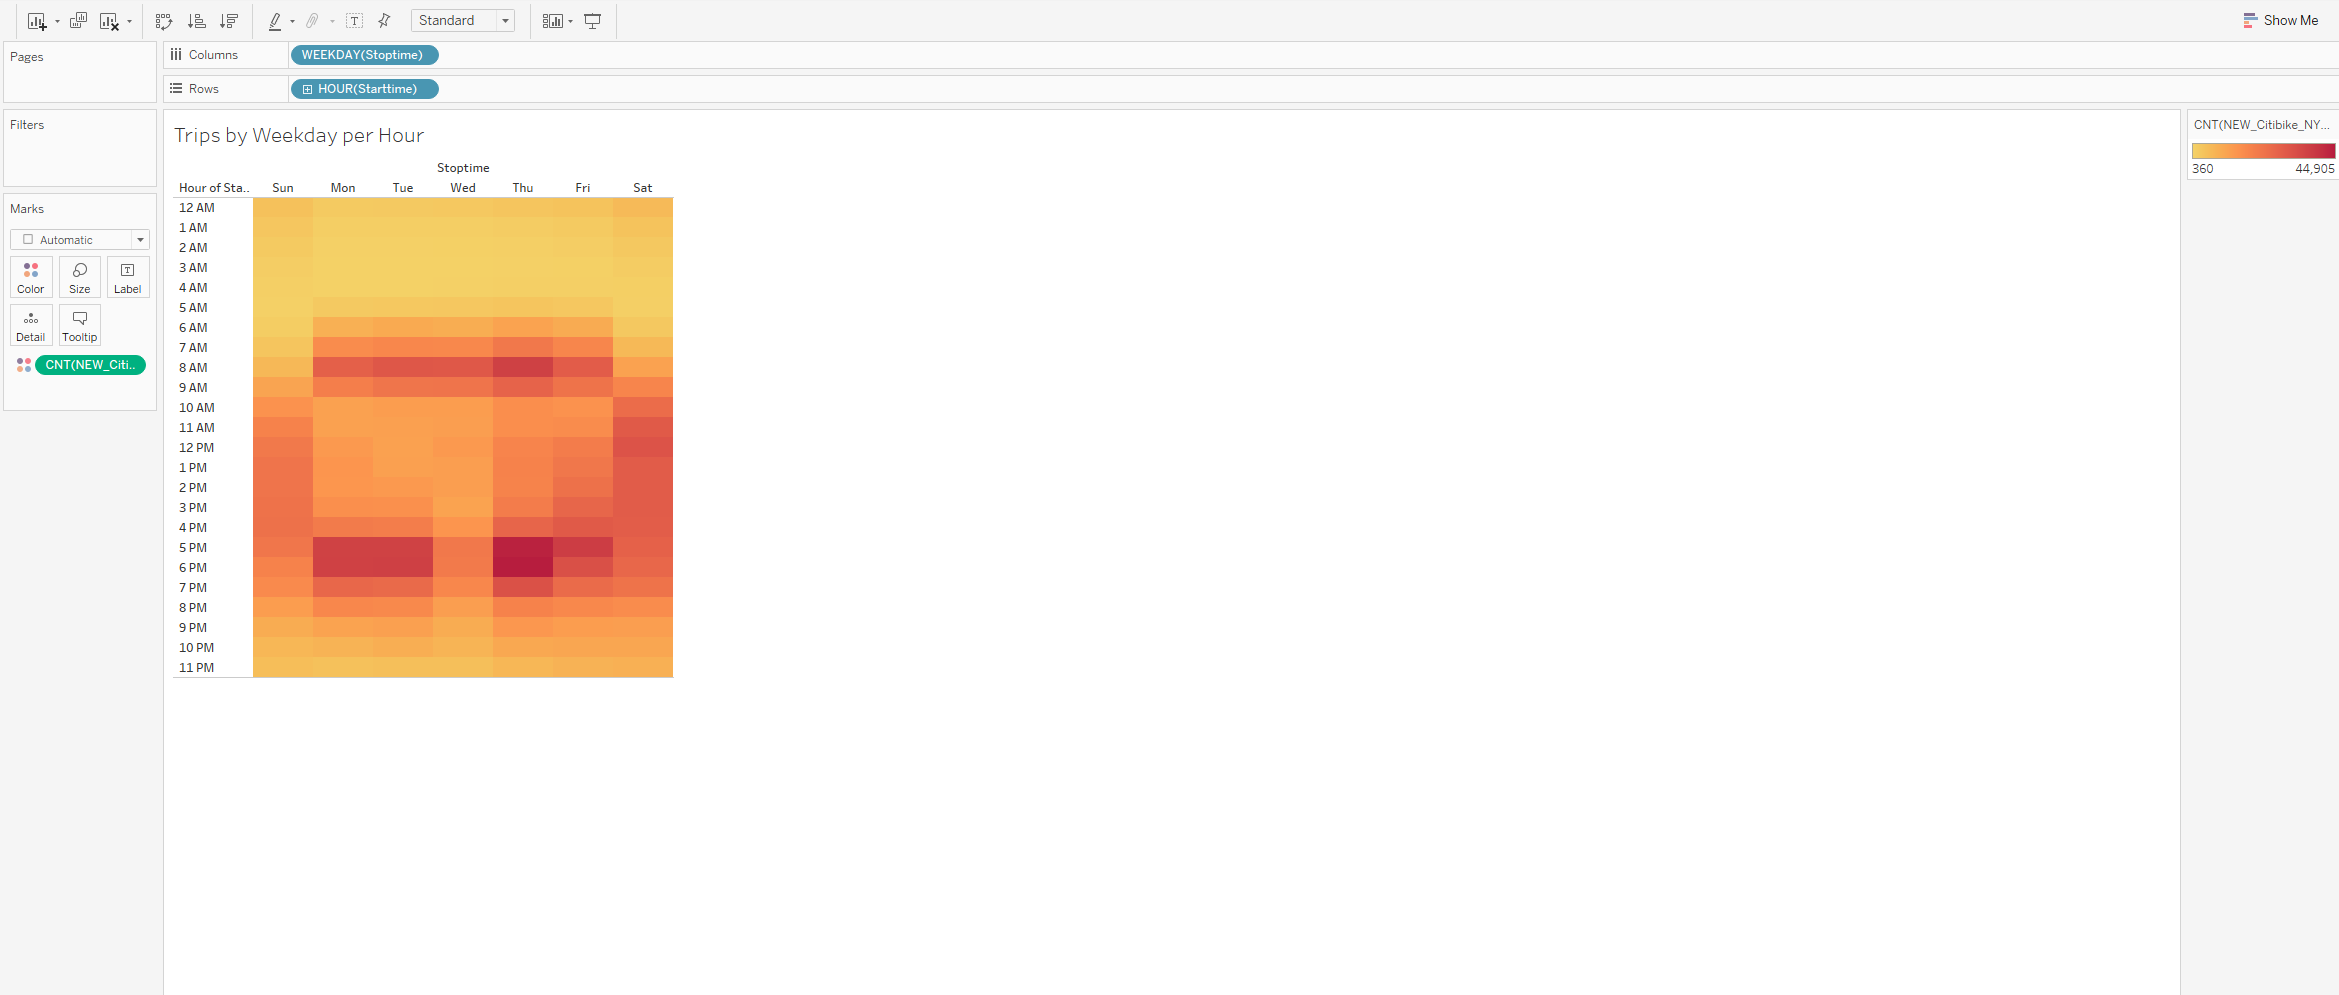 Standard
Show Me
Pages
Columns
WEEKDAY(Stoptime)
Rows
HOUR(Starttime)
Filters
Marks
Automatic
Color
Size
T
Label
Detail
Tooltip
CNT(NEW_Citi..
Trips by Weekday per Hour
Stoptime
Hour of Sta.. Sun Mon Tue Wed Thu Fri Sat
12 AM
1 AM
2 AM
3 AM
4 AM
5 AM
6 AM
7 AM
8 AM
9 AM
10 AM
11 AM
12 PM
1 PM
2 PM
3 PM
4 PM
5 PM
6 PM
7 PM
8 PM
9 PM
10 PM
11 PM
CNT(NEW_Citibike_NY...
360 44,905